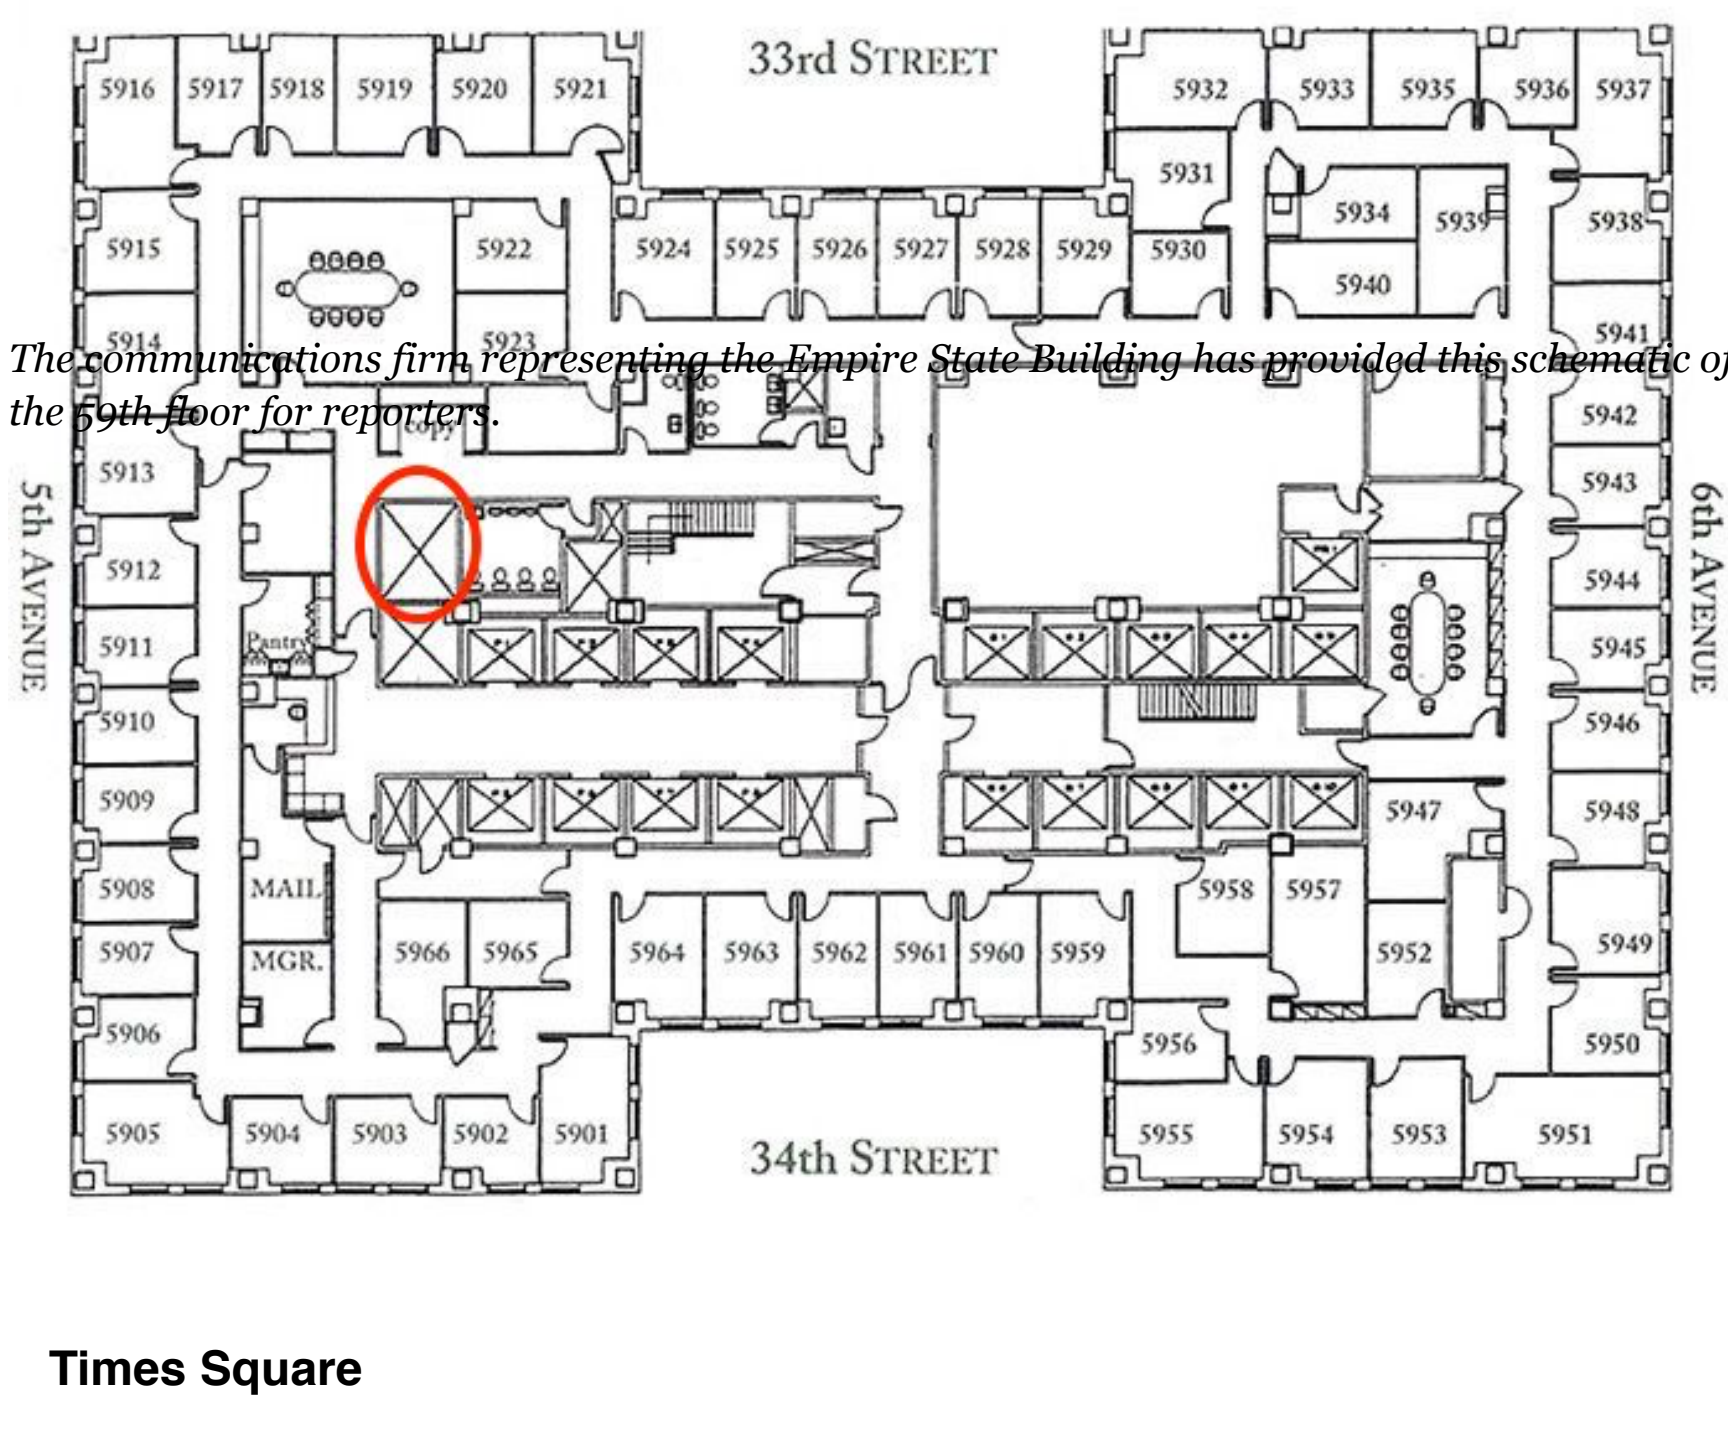 33rd STREET
5916 5917 5918 5919 5920 5921
5932 5933 5935 5936 5937
5931
5934 5939 5938
5915 5922 5924 5925 5926 5927 5928 5929 5930
5940
5914 5923 5941
The communications firm representing the Empire State Building has provided this schematic of
the 59th floor for reporters.
copy
5942
5913 5943
5th AVENUE
6th AVENUE
5912 5944
Pantry
5911 5945
5910 5946
5909 5947 5948
5908 MAIL 5958 5957
5907 MGR. 5966 5965 5964 5963 5962 5961 5960 5959 5952 5949
5906 5956 5950
5905 5904 5903 5902 5901 5955 5954 5953 5951
34th STREET
Times Square